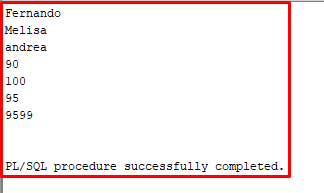 Fernando
Melisa
andrea
90
100
95
9599
PL/SQL procedure successfully completed.